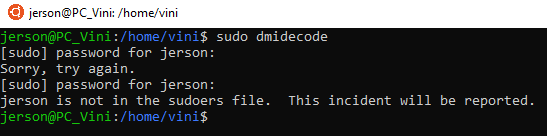 jerson@PC_Vini: /home/vini
jerson@PC_Vini:/home/vini$ sudo dmidecode
[sudo] password for jerson:
Sorry, try again.
[sudo] password for jerson:
jerson is not in the sudoers file.  This incident will be reported.
jerson@PC_Vini:/home/vini$